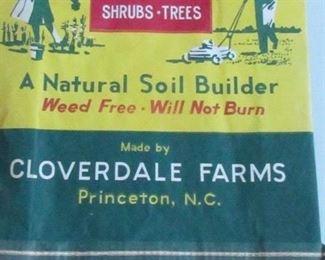 SHRUBS · TREES
A Natural Soil Builder
Weed Free · Will Not Burn
Made by
CLOVERDALE FARMS
Princeton, N.C.